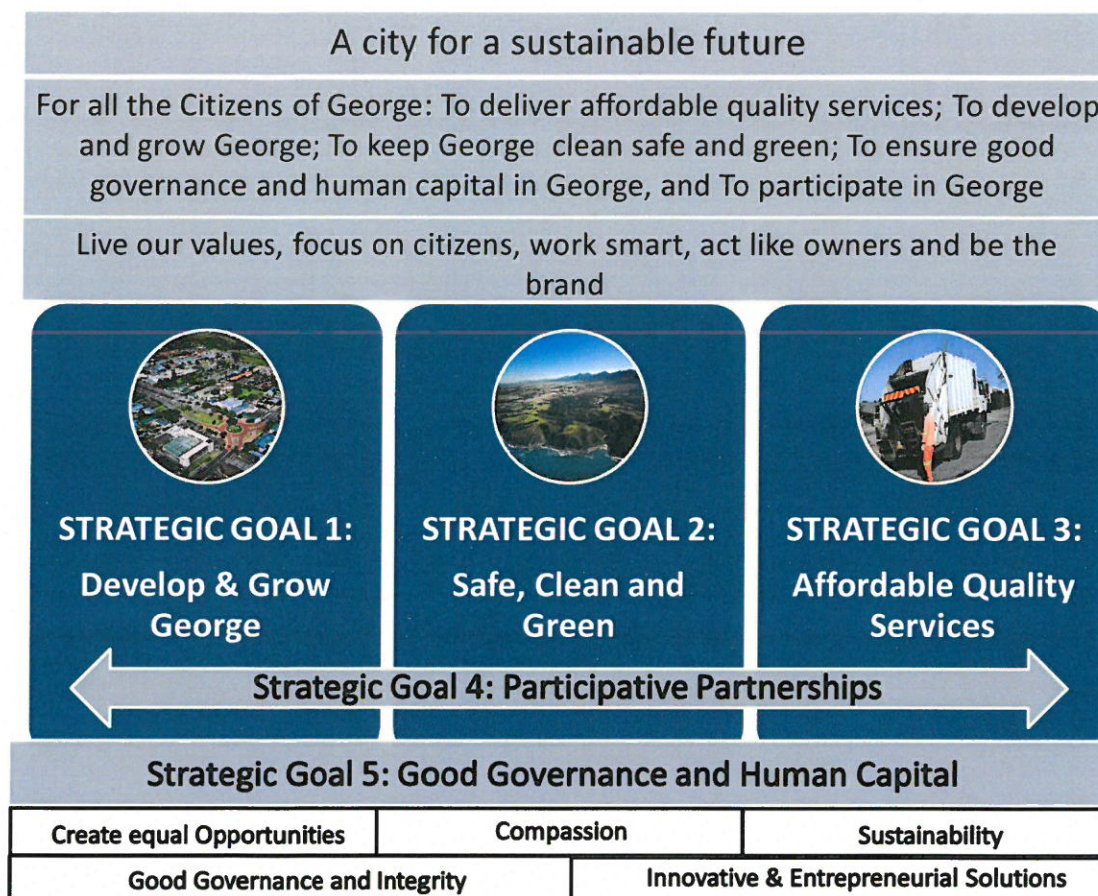 A city for a sustainable future
For all the Citizens of George: To deliver affordable quality services; To develop
and grow George; To keep George clean safe and green; To ensure good
governance and human capital in George, and To participate in George
Live our values, focus on citizens, work smart, act like owners and be the
brand
STRATEGIC GOAL 1:
Develop & Grow
George
STRATEGIC GOAL 2:
Safe, Clean and
Green
STRATEGIC GOAL 3:
Affordable Quality
Services
Strategic Goal 4: Participative Partnerships
Strategic Goal 5: Good Governance and Human Capital
Create equal Opportunities
Compassion
Sustainability
Good Governance and Integrity
Innovative & Entrepreneurial Solutions